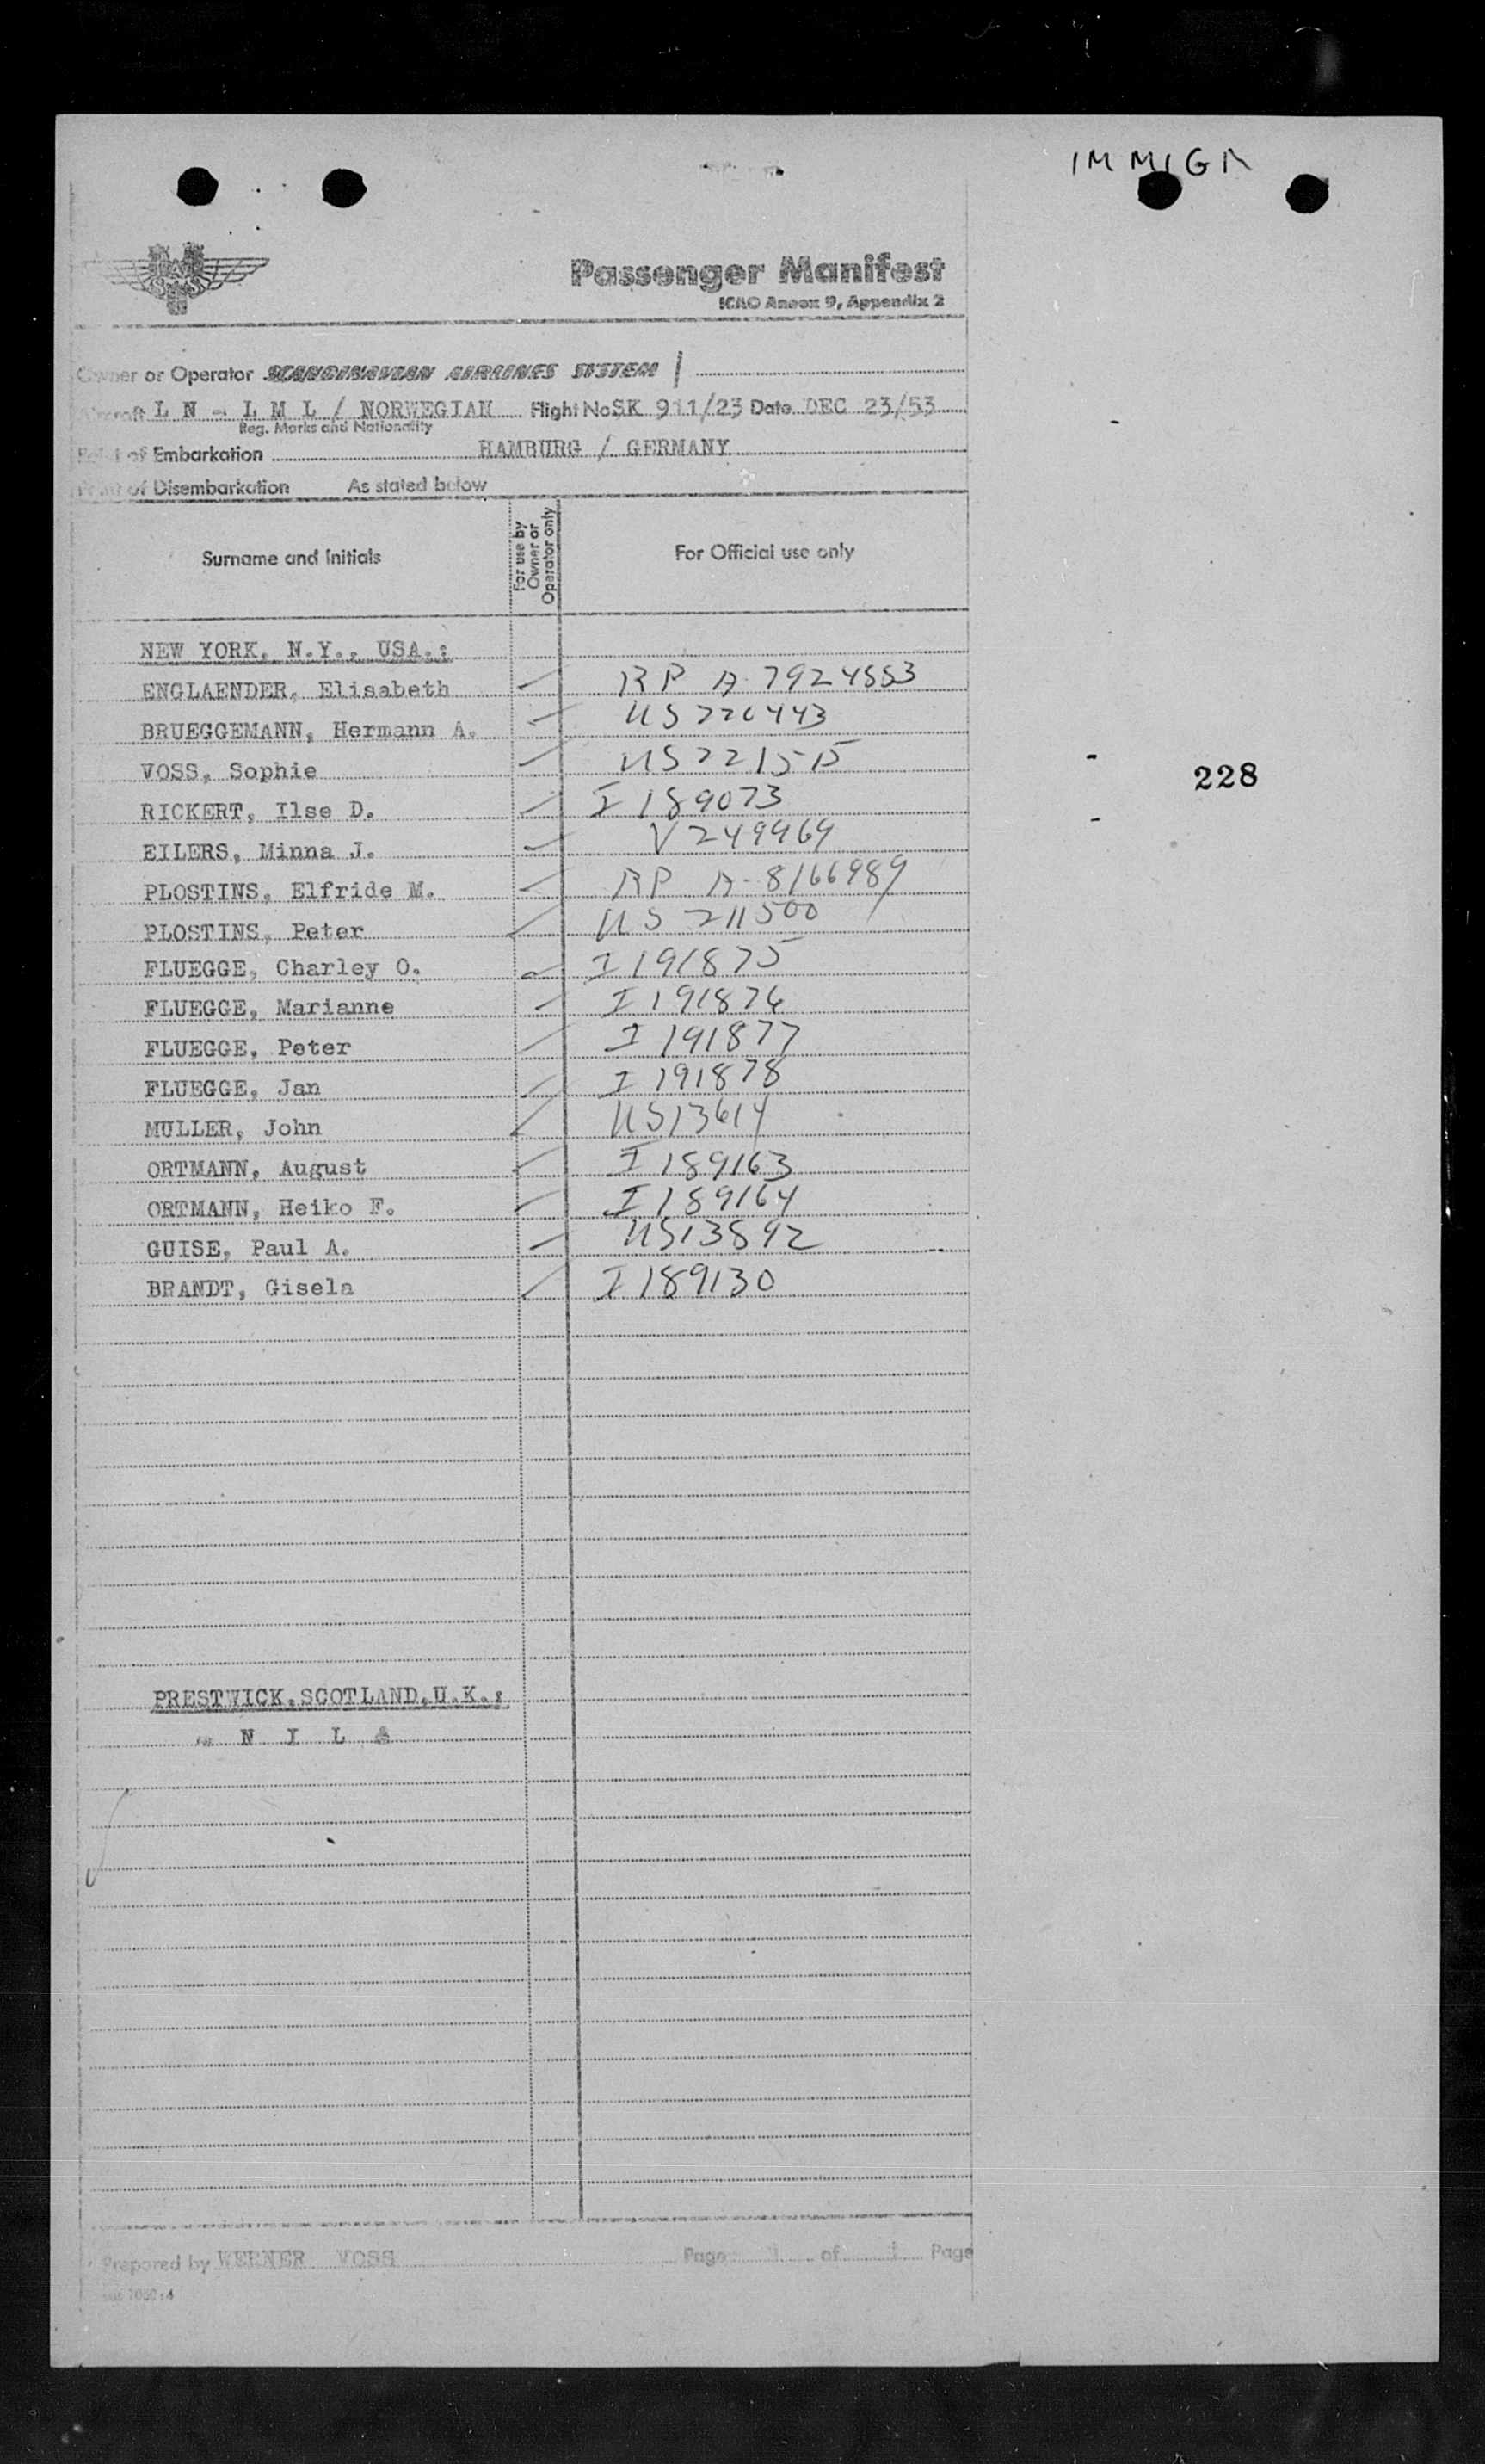 IMMIGR
SAS
Passenger Manifest
ICAO Annex 9, Appendix 2
Owner or Operator SCANDINAVIAN AIRLINES SYSTEM
Aircraft L N - L M L / NORWEGIAN Flight No SK 911/23 Date DEC 23/53
Reg. Marks and Nationality
Point of Embarkation HAMBURG / GERMANY
Point of Disembarkation As stated below
Surname and Initials For use by Owner or Operator only For Official use only
NEW YORK, N.Y., USA.:
ENGLAENDER, Elisabeth RP A-7924553
BRUEGGEMANN, Hermann A. US 220443
VOSS, Sophie US 221515
RICKERT, Ilse D. I 189073
EILERS, Minna J. V 249969
PLOSTINS, Elfride M. RP A-8166989
PLOSTINS, Peter US 211500
FLUEGGE, Charley O. I 191875
FLUEGGE, Marianne I 191876
FLUEGGE, Peter I 191877
FLUEGGE, Jan I 191878
MULLER, John US13614
ORTMANN, August I 189163
ORTMANN, Heiko F. I 189164
GUISE, Paul A. US13892
BRANDT, Gisela I 189130
228
PRESTWICK,SCOTLAND,U.K.:
- N I L -
Prepared by WERNER VOSS Page 1 of 1 Page